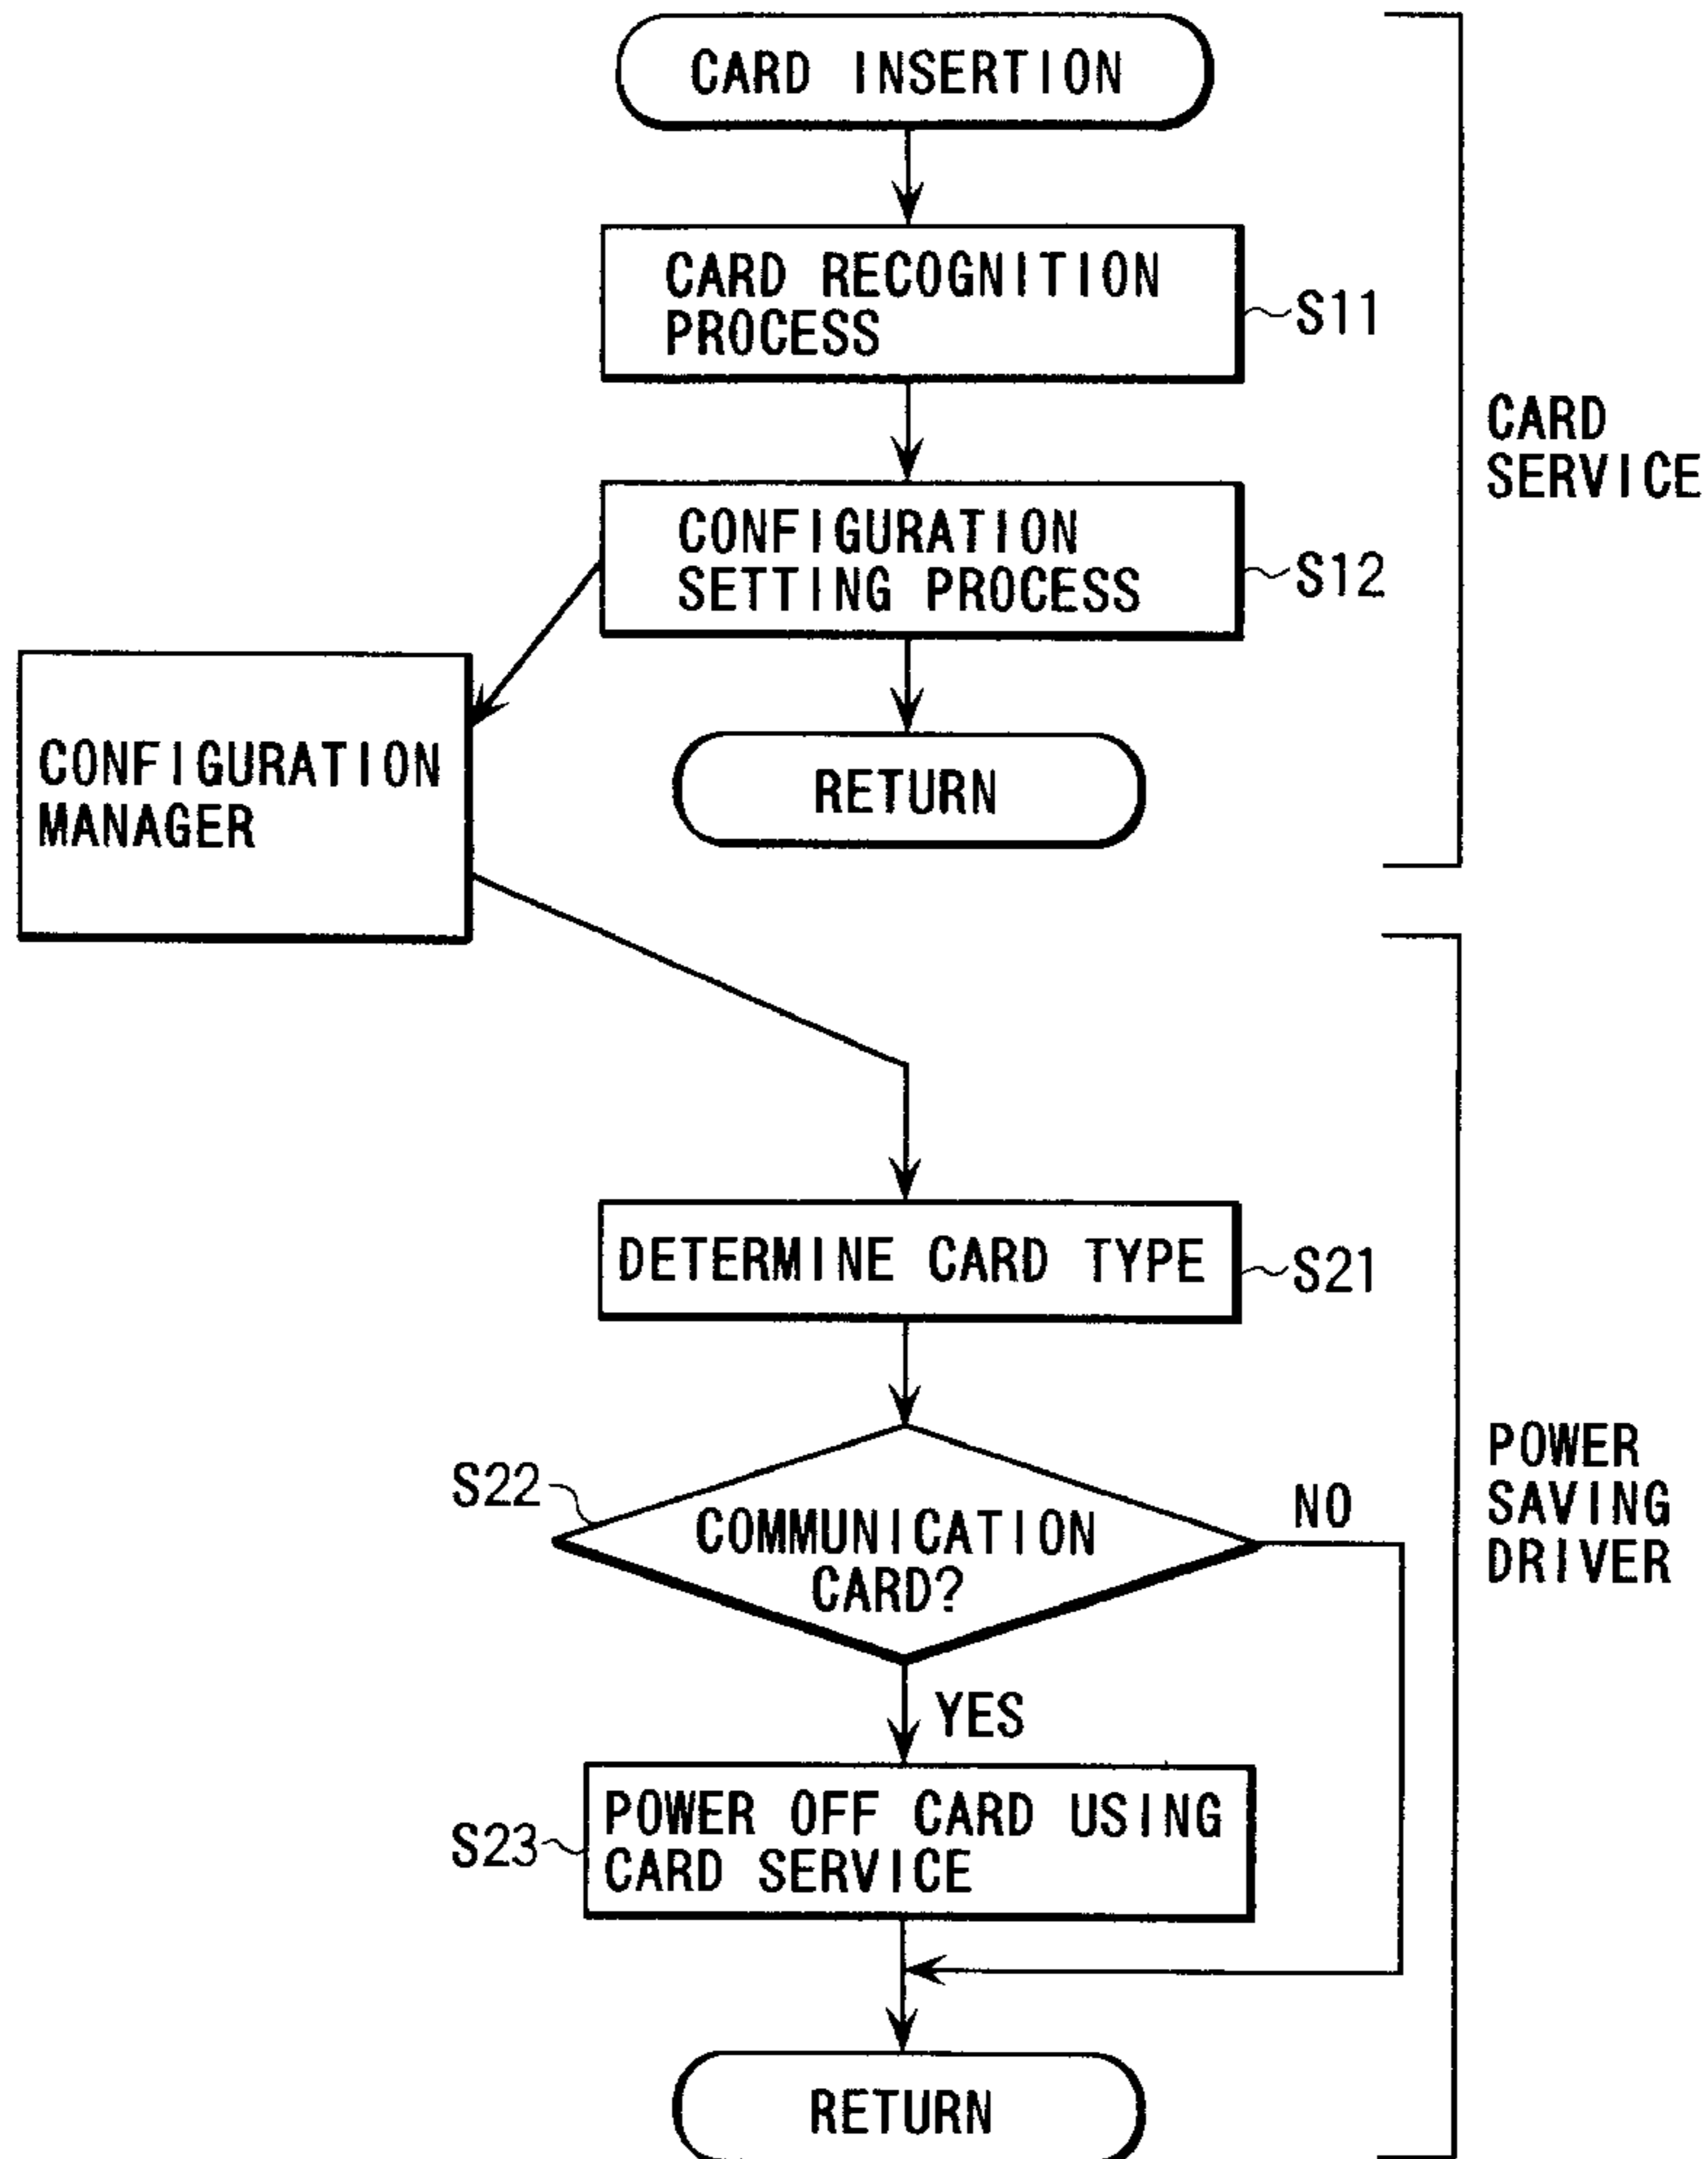 CARD INSERTION
CARD RECOGNITION
PROCESS
S11
CARD
SERVICE
CONFIGURATION
SETTING PROCESS
S12
CONFIGURATION
MANAGER
RETURN
DETERMINE CARD TYPE
S21
S22
COMMUNICATION
CARD?
NO
YES
POWER
SAVING
DRIVER
POWER OFF CARD USING
CARD SERVICE
S23
RETURN